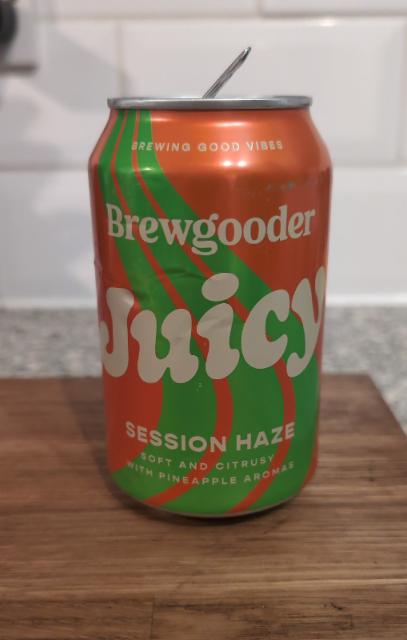 BREWING GOOD VIBES
Brewgooder
Juicy
SESSION HAZE
SOFT AND CITRUSY
WITH PINEAPPLE AROMAS